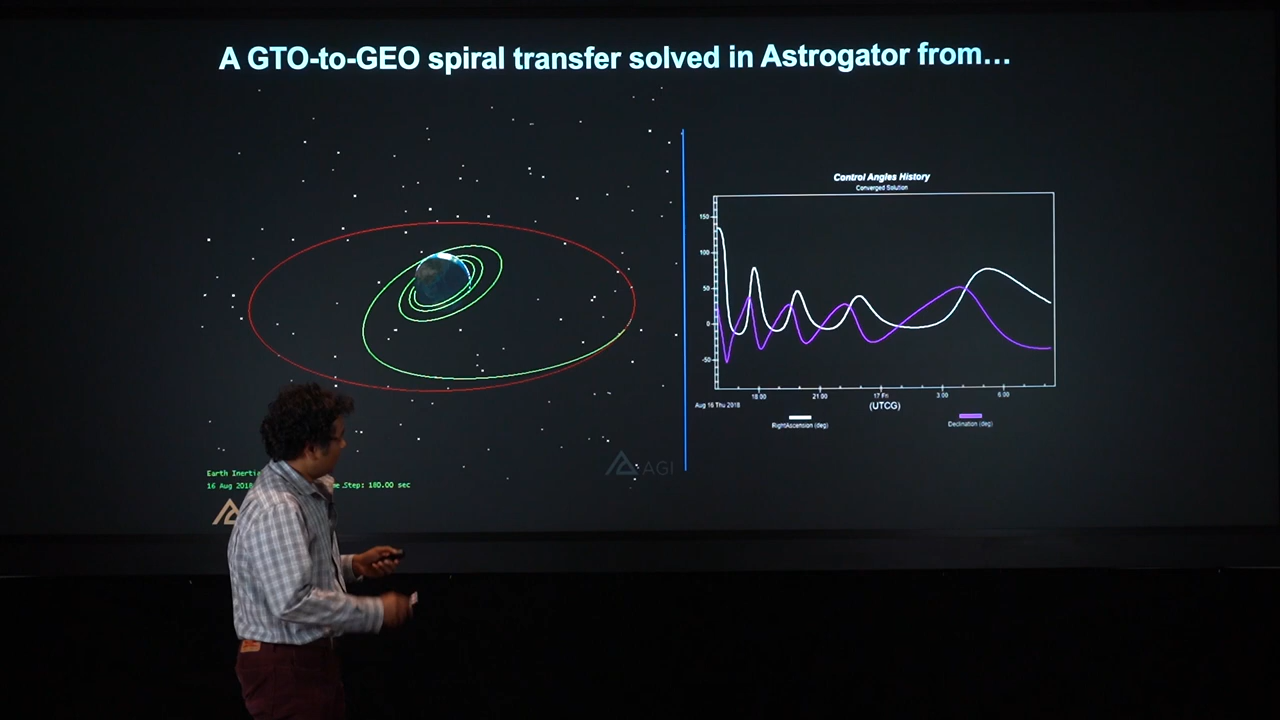 A GTO-to-GEO spiral transfer solved in Astrogator from…
Control Angles History
Converged Solution
150
100
50
0
-50
18:00
21:00
17 Fri
3:00
6:00
Aug 16 Thu 2018
(UTCG)
RightAscension (deg)
Declination (deg)
AGI
Earth Inerti
16 Aug 2018
Step: 180.00 sec